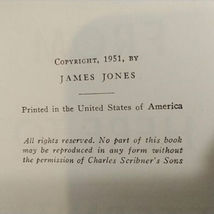 COPYRIGHT, 1951, BY
JAMES JONES
Printed in the United States of America
All rights reserved. No part of this book
may be reproduced in any form without
the permission of Charles Scribner's Sons